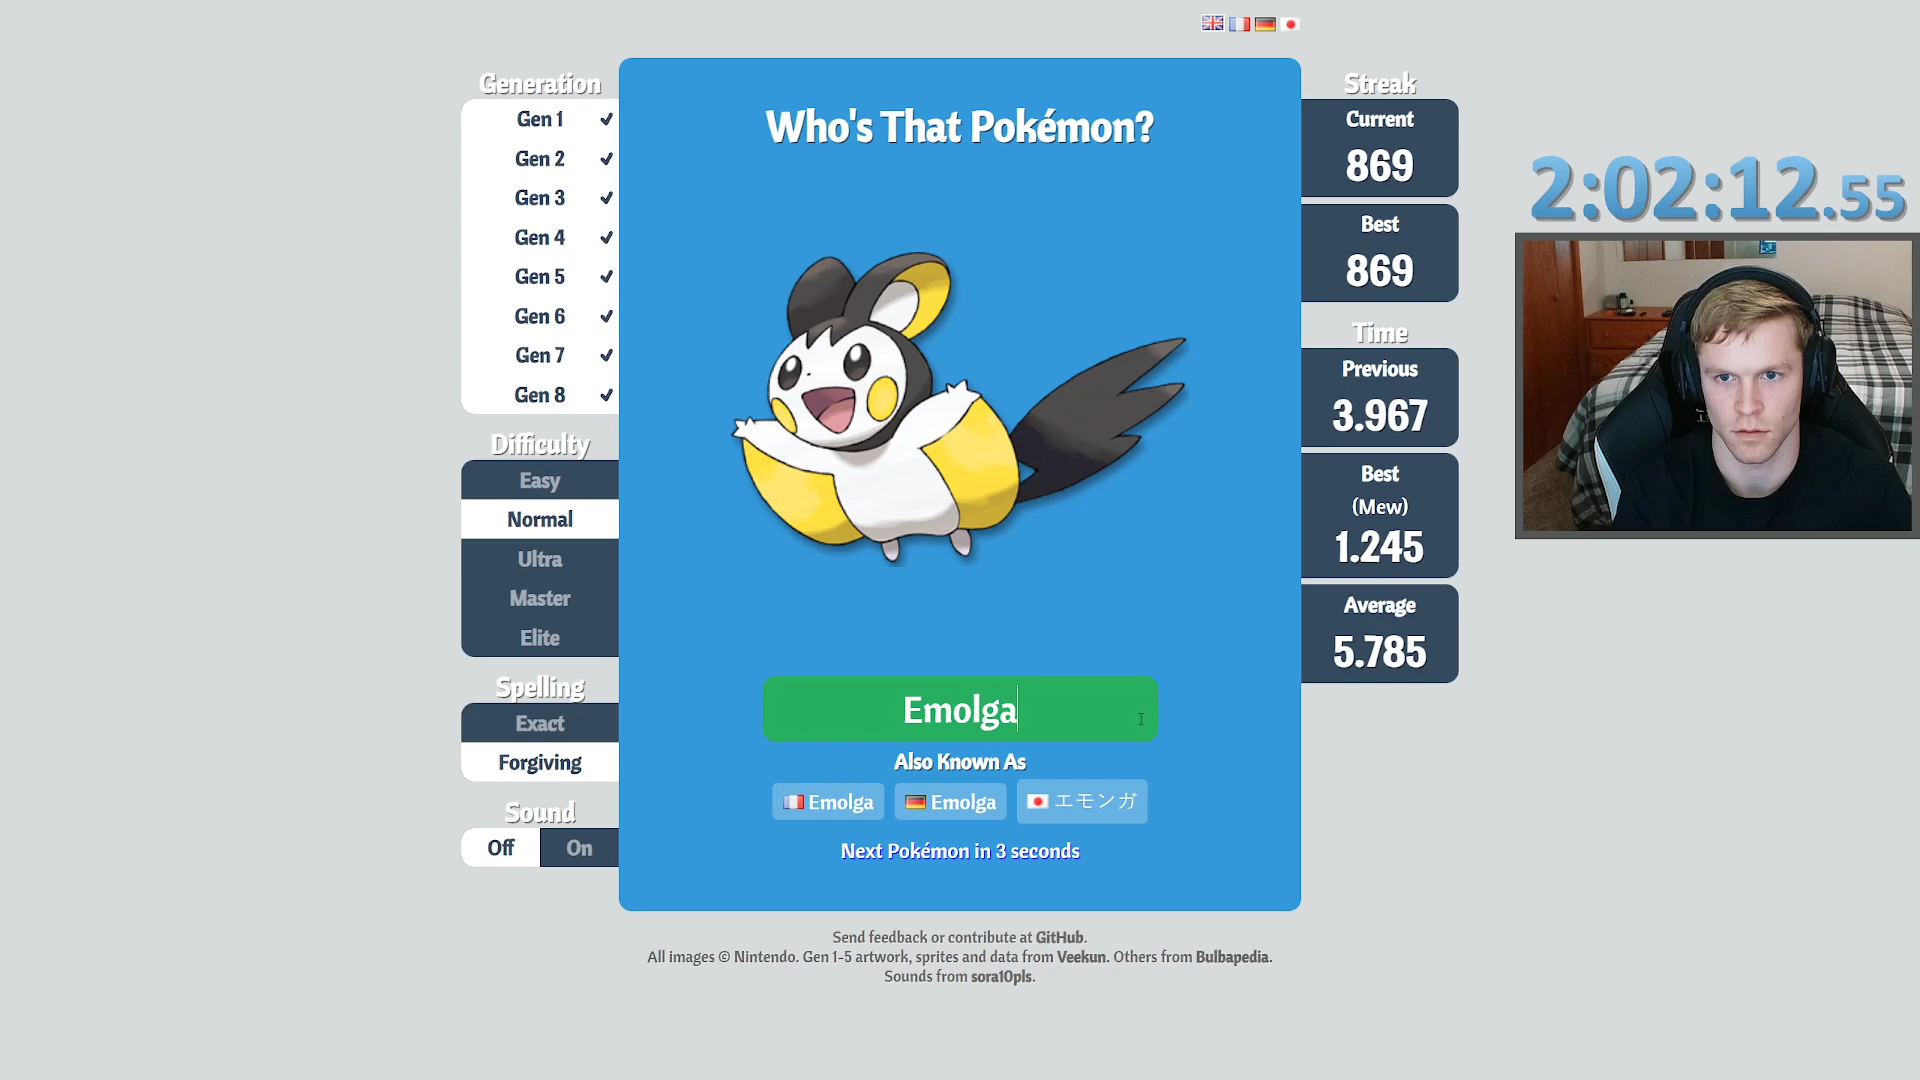 Generation
Gen 1
Gen 2
Gen 3
Gen 4
Gen 5
Gen 6
Gen 7
Gen 8
Difficulty
Easy
Normal
Ultra
Master
Elite
Spelling
Exact
Forgiving
Sound
Off On
Who's That Pokémon?
Emolga
Also Known As
Emolga Emolga エモンガ
Next Pokémon in 3 seconds
Streak
Current
869
Best
869
Time
Previous
3.967
Best
(Mew)
1.245
Average
5.785
2:02:12.55
Send feedback or contribute at GitHub.
All images © Nintendo. Gen 1-5 artwork, sprites and data from Veekun. Others from Bulbapedia.
Sounds from sora10pls.